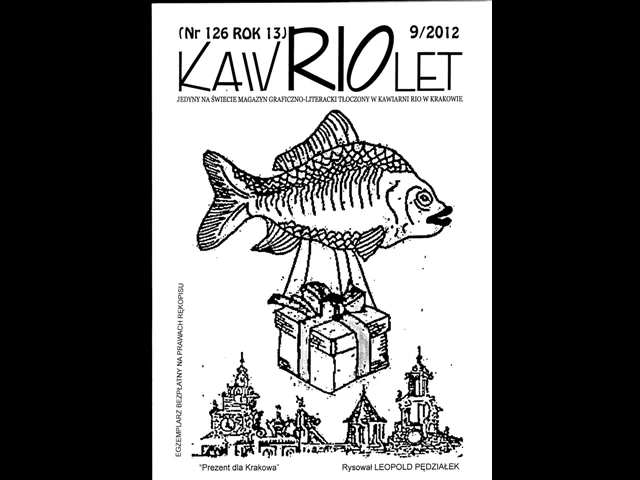 (Nr 126 ROK 13) 9/2012
KAWRIOLET
JEDYNY NA ŚWIECIE MAGAZYN GRAFICZNO-LITERACKI TŁOCZONY W KAWIARNI RIO W KRAKOWIE
EGZEMPLARZ BEZPŁATNY NA PRAWACH RĘKOPISU
"Prezent dla Krakowa" Rysował LEOPOLD PĘDZIAŁEK